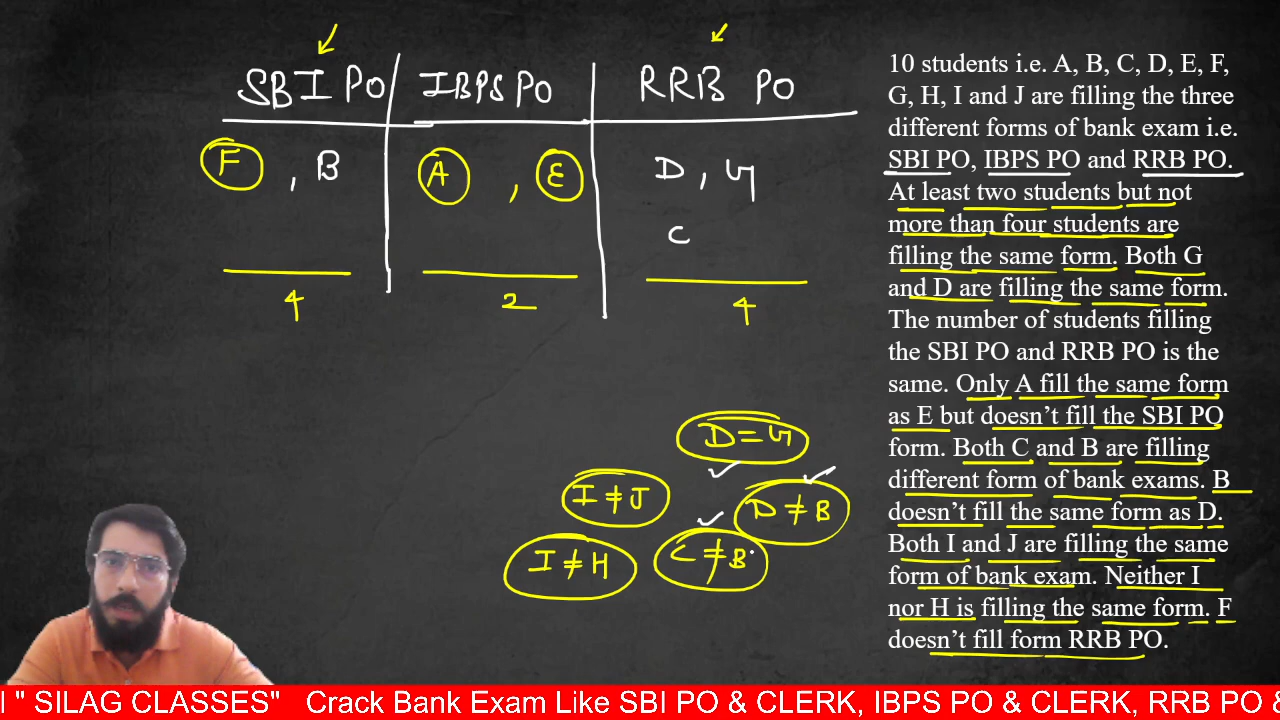 SBI PO IBPS PO RRB PO
F , B A , E D, G
C
4 2 4
D = G
I ≠ J
D ≠ B
I ≠ H C ≠ B
10 students i.e. A, B, C, D, E, F,
G, H, I and J are filling the three
different forms of bank exam i.e.
SBI PO, IBPS PO and RRB PO.
At least two students but not
more than four students are
filling the same form. Both G
and D are filling the same form.
The number of students filling
the SBI PO and RRB PO is the
same. Only A fill the same form
as E but doesn't fill the SBI PO
form. Both C and B are filling
different form of bank exams. B
doesn't fill the same form as D.
Both I and J are filling the same
form of bank exam. Neither I
nor H is filling the same form. F
doesn't fill form RRB PO.
I " SILAG CLASSES" Crack Bank Exam Like SBI PO & CLERK, IBPS PO & CLERK, RRB PO &